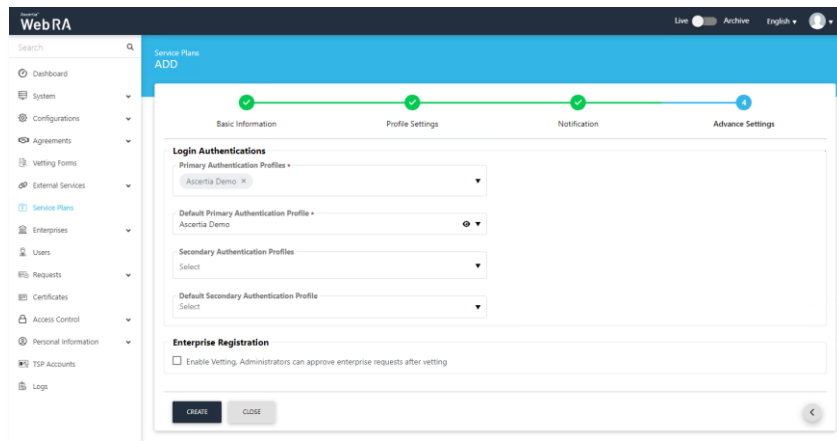 Ascertia
WebRA
Live
Archive
English
Search
Dashboard
System
Configurations
Agreements
Vetting Forms
External Services
Service Plans
Enterprises
Users
Requests
Certificates
Access Control
Personal Information
TSP Accounts
Logs
Service Plans
ADD
4
Basic Information
Profile Settings
Notification
Advance Settings
Login Authentications
Primary Authentication Profiles *
Ascertia Demo ×
Default Primary Authentication Profile *
Ascertia Demo
Secondary Authentication Profiles
Select
Default Secondary Authentication Profile
Select
Enterprise Registration
Enable Vetting, Administrators can approve enterprise requests after vetting
CREATE
CLOSE